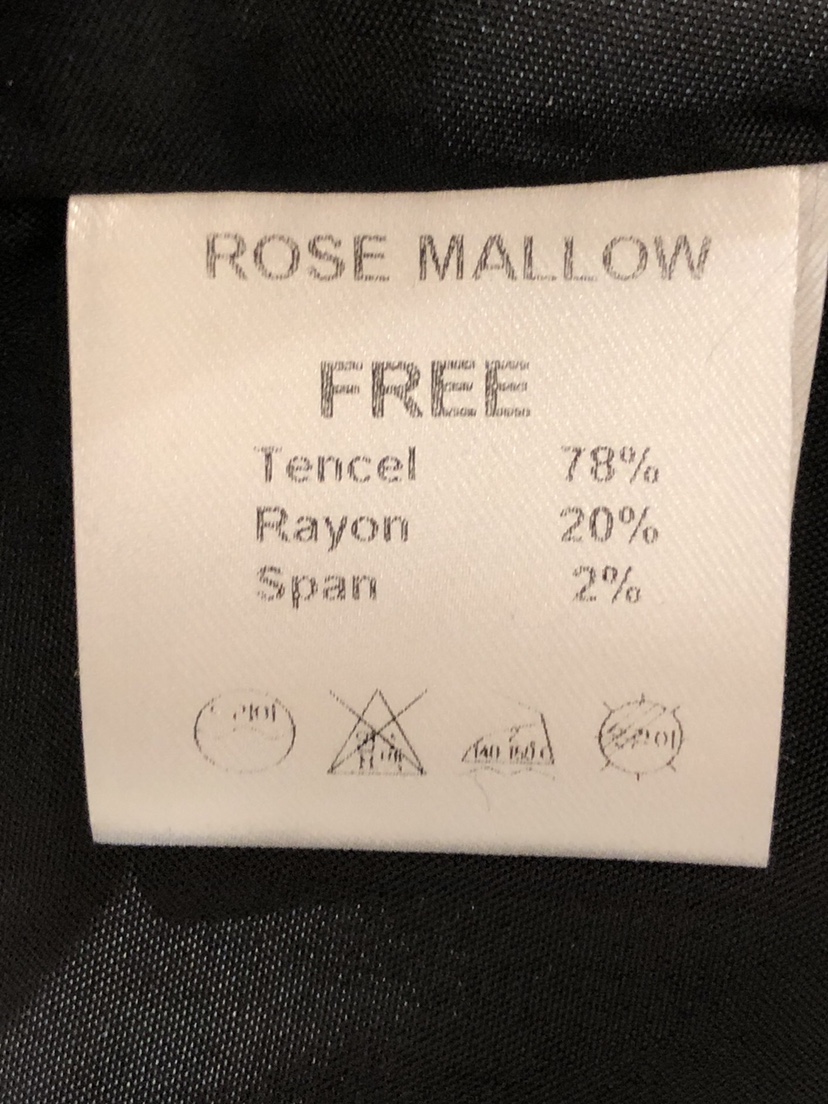 ROSE MALLOW
FREE
Tencel 78%
Rayon 20%
Span 2%